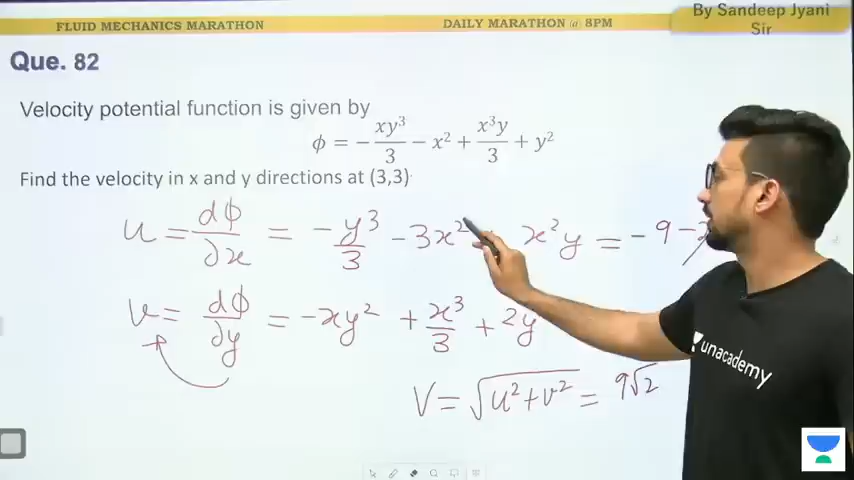 FLUID MECHANICS MARATHON
DAILY MARATHON @ 8PM
By Sandeep Jyani
Sir
Que. 82
Velocity potential function is given by
ϕ = − xy³/3 − x² + x³y/3 + y²
Find the velocity in x and y directions at (3,3)
u = dϕ/∂x = −y³/3 − 3x² x²y = −9 −
v = dϕ/∂y = −xy² + x³/3 + 2y
V = √(u²+v²) = 9√2
unacademy